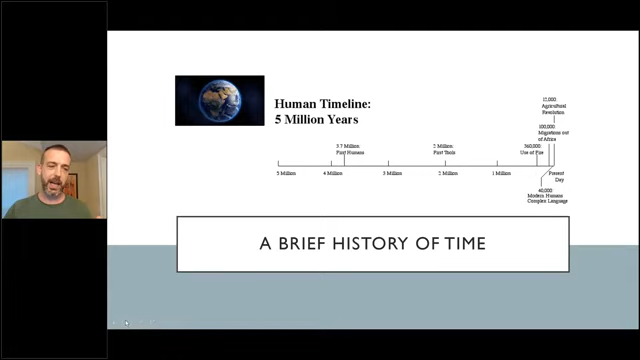 Human Timeline:
5 Million Years
12,000
Agricultural
Revolution
100,000
Migrations out
of Africa
3.7 Million:
First Humans
2 Million:
First Tools
360,000
Use of Fire
5 Million
4 Million
3 Million
2 Million
1 Million
Present
Day
40,000
Modern Humans
Complex Language
A BRIEF HISTORY OF TIME